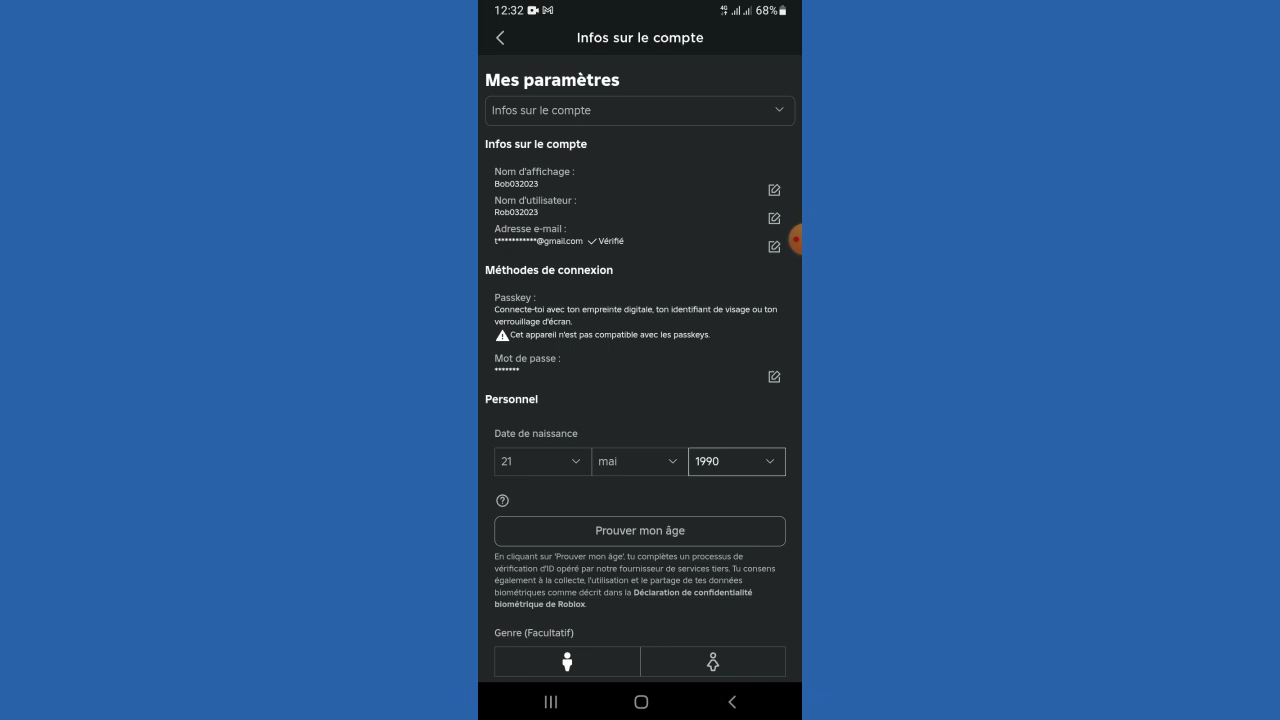 12:32 4G 68%
Infos sur le compte
Mes paramètres
Infos sur le compte
Infos sur le compte
Nom d'affichage :
Bob032023
Nom d'utilisateur :
Rob032023
Adresse e-mail :
t***********@gmail.com Vérifié
Méthodes de connexion
Passkey :
Connecte-toi avec ton empreinte digitale, ton identifiant de visage ou ton
verrouillage d'écran.
Cet appareil n'est pas compatible avec les passkeys.
Mot de passe :
*******
Personnel
Date de naissance
21 mai 1990
Prouver mon âge
En cliquant sur 'Prouver mon âge', tu complètes un processus de
vérification d'ID opéré par notre fournisseur de services tiers. Tu consens
également à la collecte, l'utilisation et le partage de tes données
biométriques comme décrit dans la Déclaration de confidentialité
biométrique de Roblox.
Genre (Facultatif)